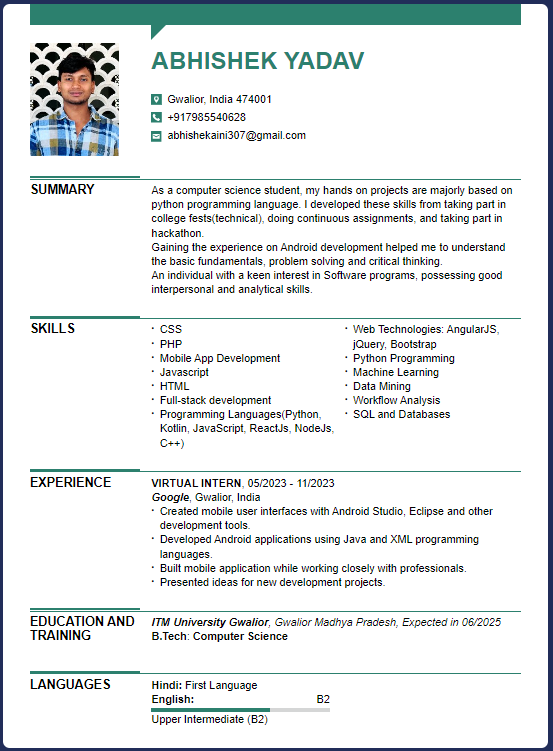 ABHISHEK YADAV
Gwalior, India 474001
+917985540628
abhishekaini307@gmail.com
SUMMARY
As a computer science student, my hands on projects are majorly based on
python programming language. I developed these skills from taking part in
college fests(technical), doing continuous assignments, and taking part in
hackathon.
Gaining the experience on Android development helped me to understand
the basic fundamentals, problem solving and critical thinking.
An individual with a keen interest in Software programs, possessing good
interpersonal and analytical skills.
SKILLS
· CSS
· PHP
· Mobile App Development
· Javascript
· HTML
· Full-stack development
· Programming Languages(Python,
Kotlin, JavaScript, ReactJs, NodeJs,
C++)
· Web Technologies: AngularJS,
jQuery, Bootstrap
· Python Programming
· Machine Learning
· Data Mining
· Workflow Analysis
· SQL and Databases
EXPERIENCE
VIRTUAL INTERN, 05/2023 - 11/2023
Google, Gwalior, India
· Created mobile user interfaces with Android Studio, Eclipse and other
development tools.
· Developed Android applications using Java and XML programming
languages.
· Built mobile application while working closely with professionals.
· Presented ideas for new development projects.
EDUCATION AND
TRAINING
ITM University Gwalior, Gwalior Madhya Pradesh, Expected in 06/2025
B.Tech: Computer Science
LANGUAGES
Hindi: First Language
English: B2
Upper Intermediate (B2)